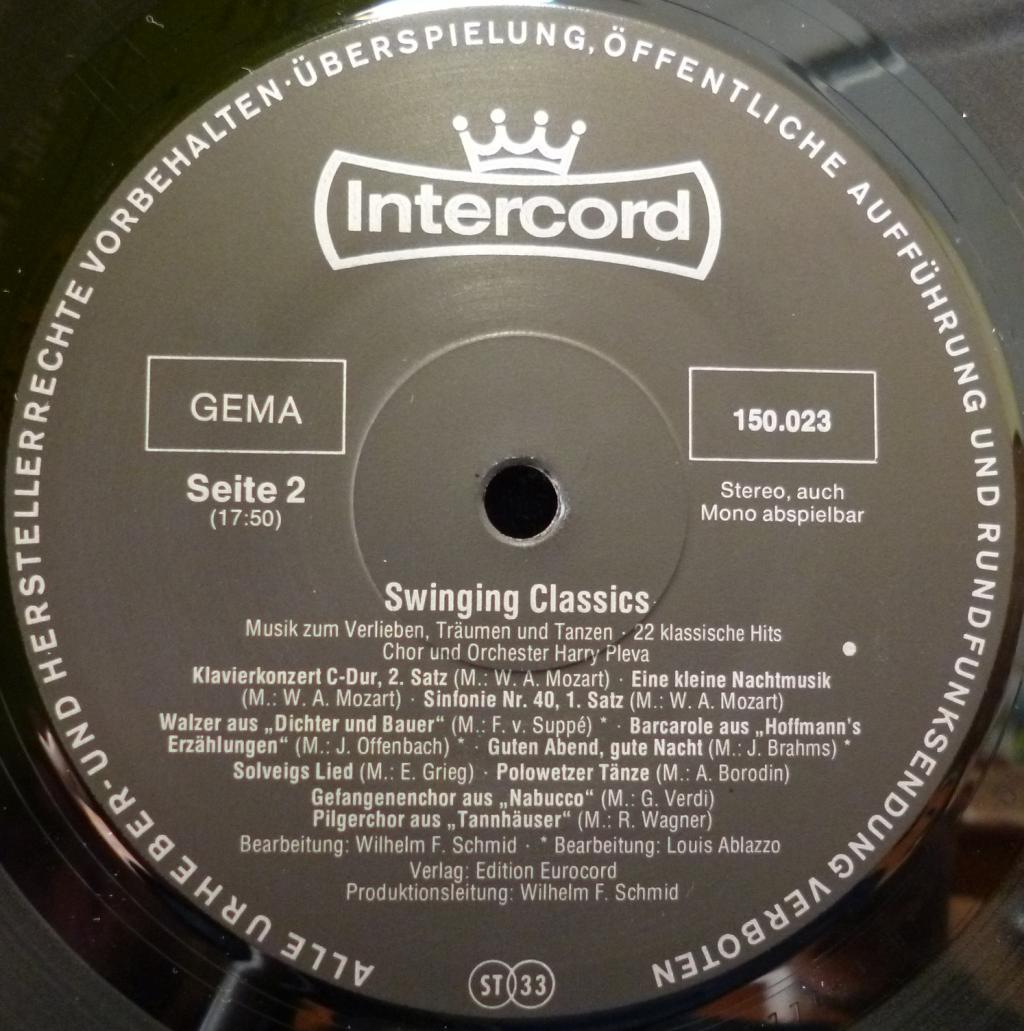 ALLE URHEBER- UND HERSTELLERRECHTE VORBEHALTEN · ÜBERSPIELUNG, ÖFFENTLICHE AUFFÜHRUNG UND RUNDFUNKSENDUNG VERBOTEN
Intercord
GEMA
150.023
Seite 2
(17:50)
Stereo, auch
Mono abspielbar
Swinging Classics
Musik zum Verlieben, Träumen und Tanzen · 22 klassische Hits
Chor und Orchester Harry Pleva
Klavierkonzert C-Dur, 2. Satz (M.: W. A. Mozart) · Eine kleine Nachtmusik
(M.: W. A. Mozart) · Sinfonie Nr. 40, 1. Satz (M.: W. A. Mozart)
Walzer aus „Dichter und Bauer“ (M.: F. v. Suppé) * · Barcarole aus „Hoffmann's
Erzählungen“ (M.: J. Offenbach) * · Guten Abend, gute Nacht (M.: J. Brahms) *
Solveigs Lied (M.: E. Grieg) · Polowetzer Tänze (M.: A. Borodin)
Gefangenenchor aus „Nabucco“ (M.: G. Verdi)
Pilgerchor aus „Tannhäuser“ (M.: R. Wagner)
Bearbeitung: Wilhelm F. Schmid · * Bearbeitung: Louis Ablazzo
Verlag: Edition Eurocord
Produktionsleitung: Wilhelm F. Schmid
ST 33